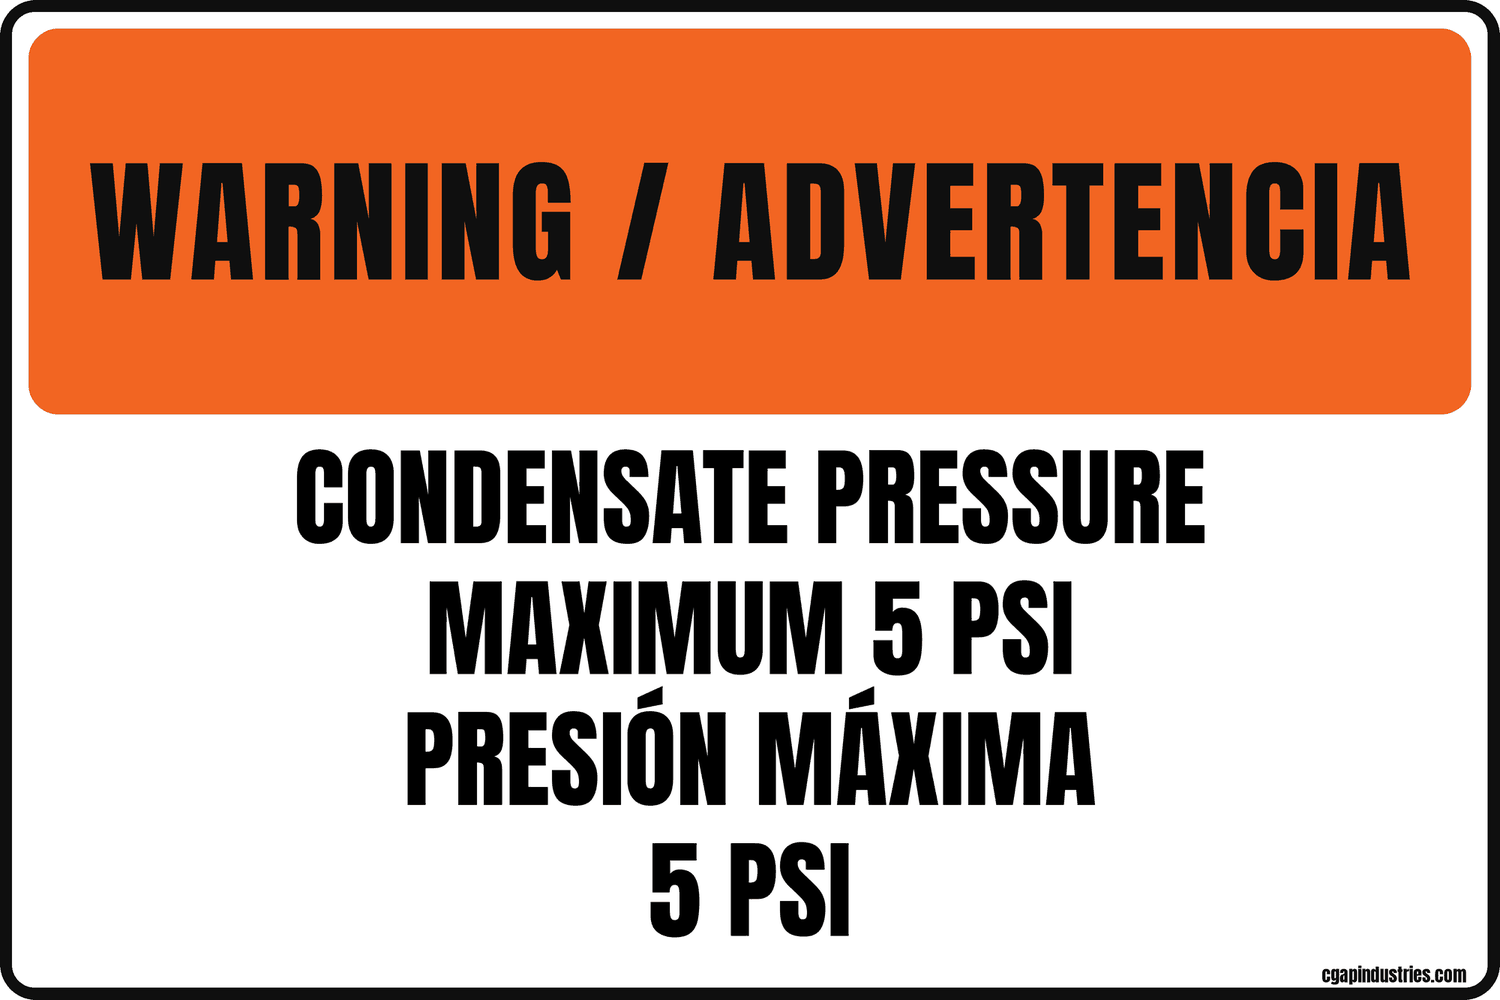 WARNING / ADVERTENCIA
CONDENSATE PRESSURE
MAXIMUM 5 PSI
PRESIÓN MÁXIMA
5 PSI
cgapindustries.com